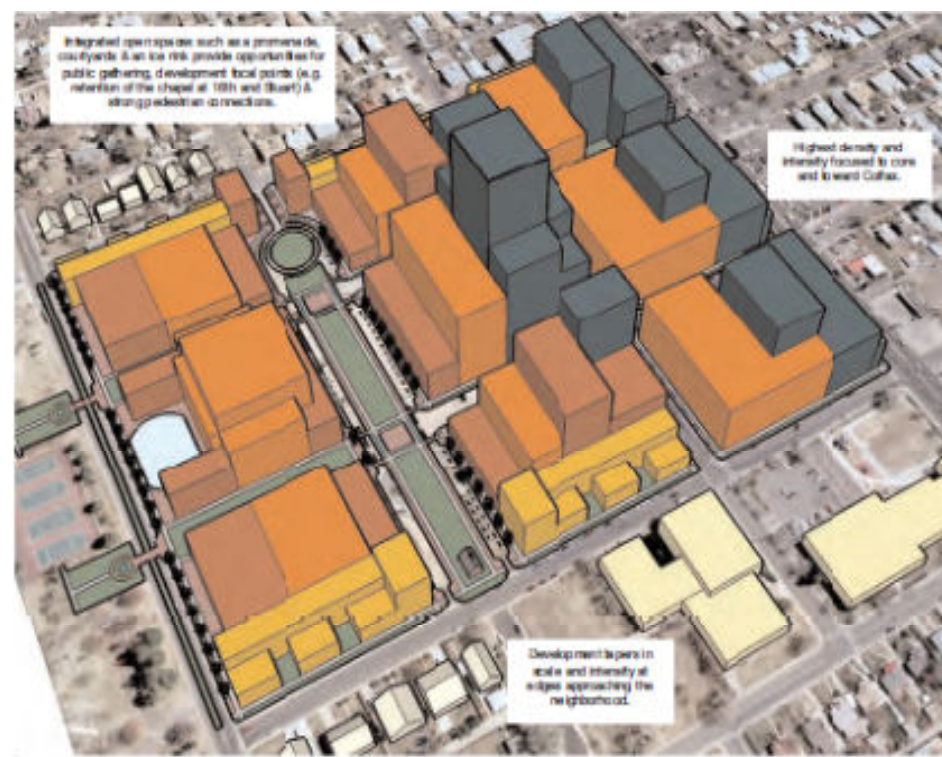 Integrated open spaces such as a promenade,
courtyards & an ice rink provide opportunities for
public gathering, development focal points (e.g.
retention of the chapel at 16th and Stuart) &
strong pedestrian connections.
Highest density and
intensity focused to core
and toward Colfax.
Development tapers in
scale and intensity at
edges approaching the
neighborhood.